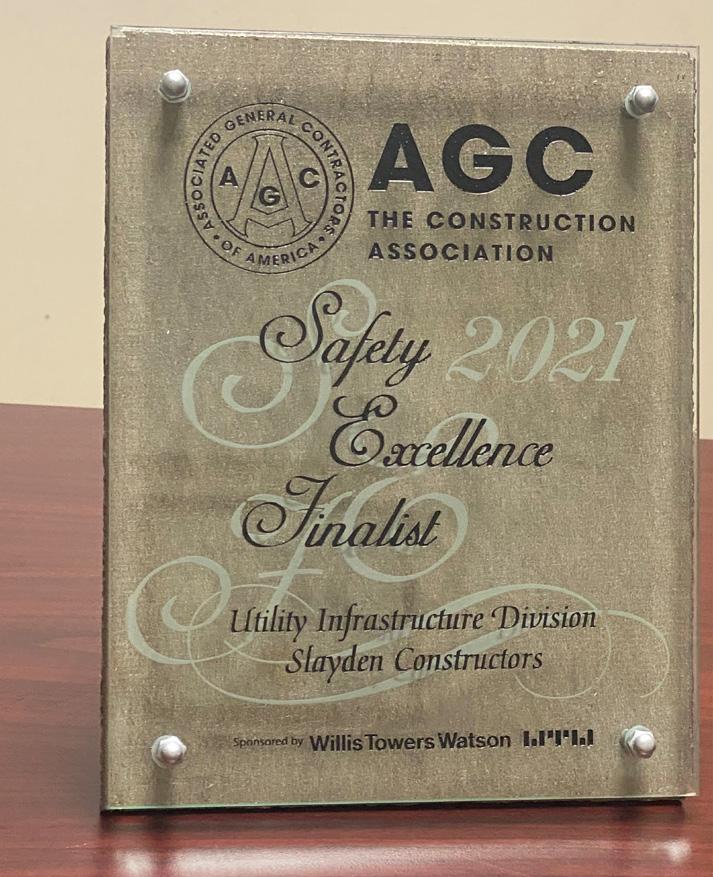 ASSOCIATED GENERAL CONTRACTORS
• OF AMERICA •
A G C
AGC
THE CONSTRUCTION
ASSOCIATION
Safety 2021
Excellence
Finalist
Utility Infrastructure Division
Slayden Constructors
Sponsored by Willis Towers Watson